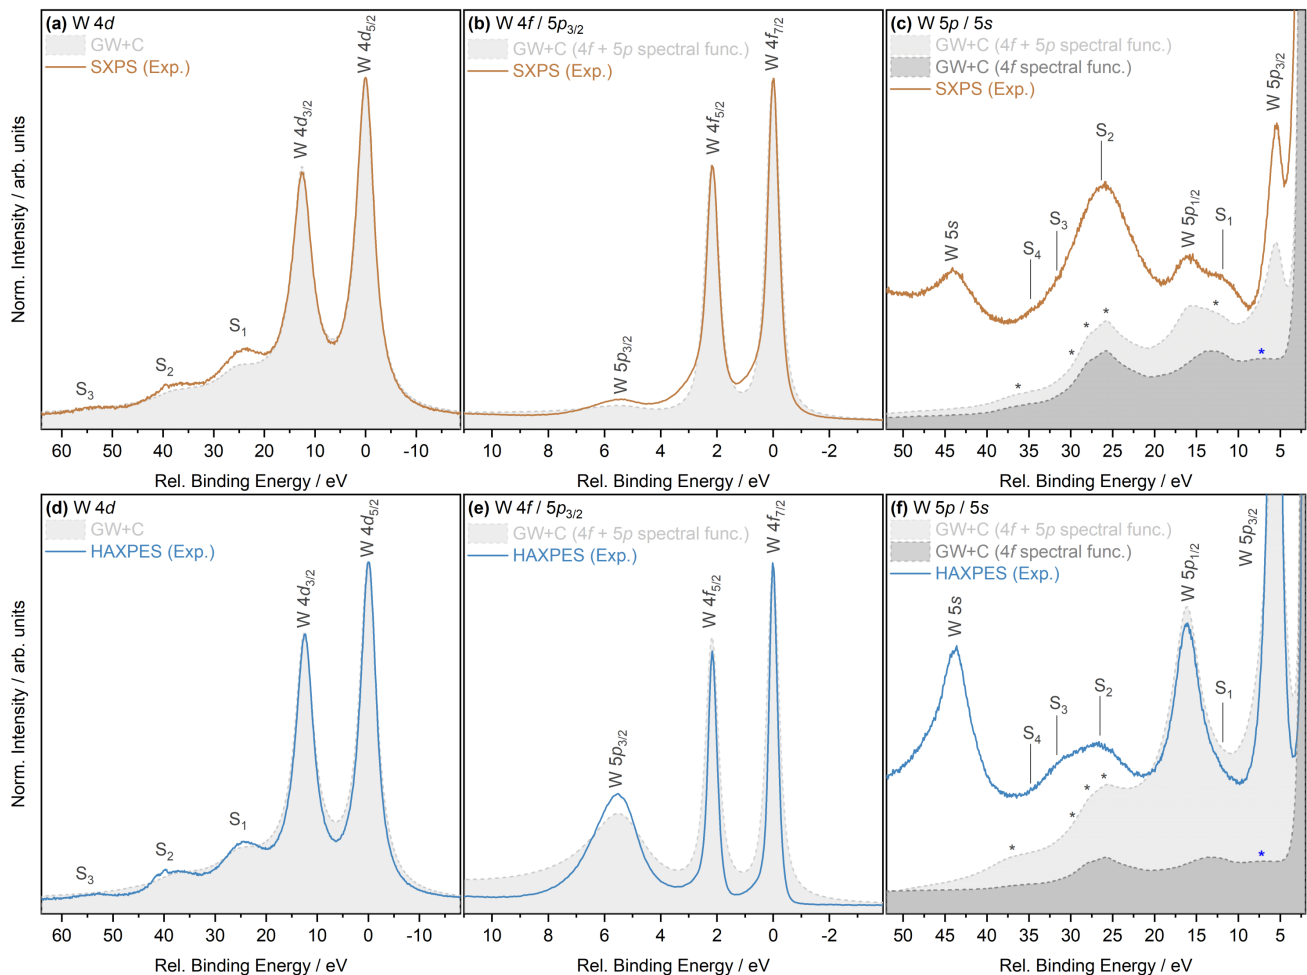 (a) W 4d
GW+C
SXPS (Exp.)
W 4d3/2
W 4d5/2
S1
S2
S3
Norm. Intensity / arb. units
60 50 40 30 20 10 0 -10
Rel. Binding Energy / eV
(b) W 4f / 5p3/2
GW+C (4f + 5p spectral func.)
SXPS (Exp.)
W 5p3/2
W 4f5/2
W 4f7/2
10 8 6 4 2 0 -2
Rel. Binding Energy / eV
(c) W 5p / 5s
GW+C (4f + 5p spectral func.)
GW+C (4f spectral func.)
SXPS (Exp.)
W 5s
S4
S3
S2
W 5p1/2
S1
W 5p3/2
* * * * *
*
50 45 40 35 30 25 20 15 10 5
Rel. Binding Energy / eV
(d) W 4d
GW+C
HAXPES (Exp.)
W 4d3/2
W 4d5/2
S1
S2
S3
Norm. Intensity / arb. units
60 50 40 30 20 10 0 -10
Rel. Binding Energy / eV
(e) W 4f / 5p3/2
GW+C (4f + 5p spectral func.)
HAXPES (Exp.)
W 5p3/2
W 4f5/2
W 4f7/2
10 8 6 4 2 0 -2
Rel. Binding Energy / eV
(f) W 5p / 5s
GW+C (4f + 5p spectral func.)
GW+C (4f spectral func.)
HAXPES (Exp.)
W 5s
S4
S3
S2
W 5p1/2
S1
W 5p3/2
* * * *
*
50 45 40 35 30 25 20 15 10 5
Rel. Binding Energy / eV